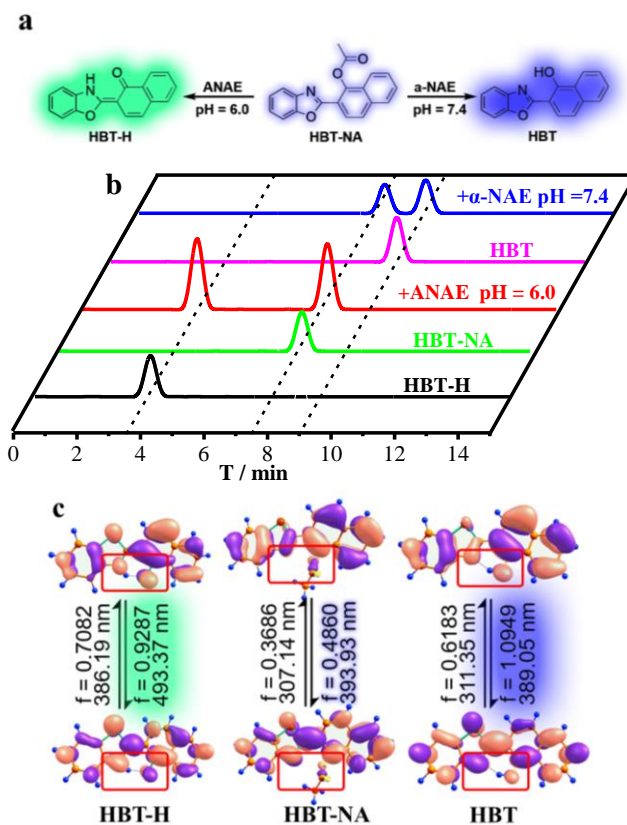 a
NH
O
O
HBT-H
ANAE
pH = 6.0
O
O
N
O
HBT-NA
a-NAE
pH = 7.4
HO
N
O
HBT
b
+α-NAE pH =7.4
HBT
+ANAE pH = 6.0
HBT-NA
HBT-H
0 2 4 6 8 10 12 14
T / min
c
f = 0.7082
386.19 nm
f = 0.9287
493.37 nm
f = 0.3686
307.14 nm
f = 0.4860
393.93 nm
f = 0.6183
311.35 nm
f = 1.0949
389.05 nm
HBT-H
HBT-NA
HBT